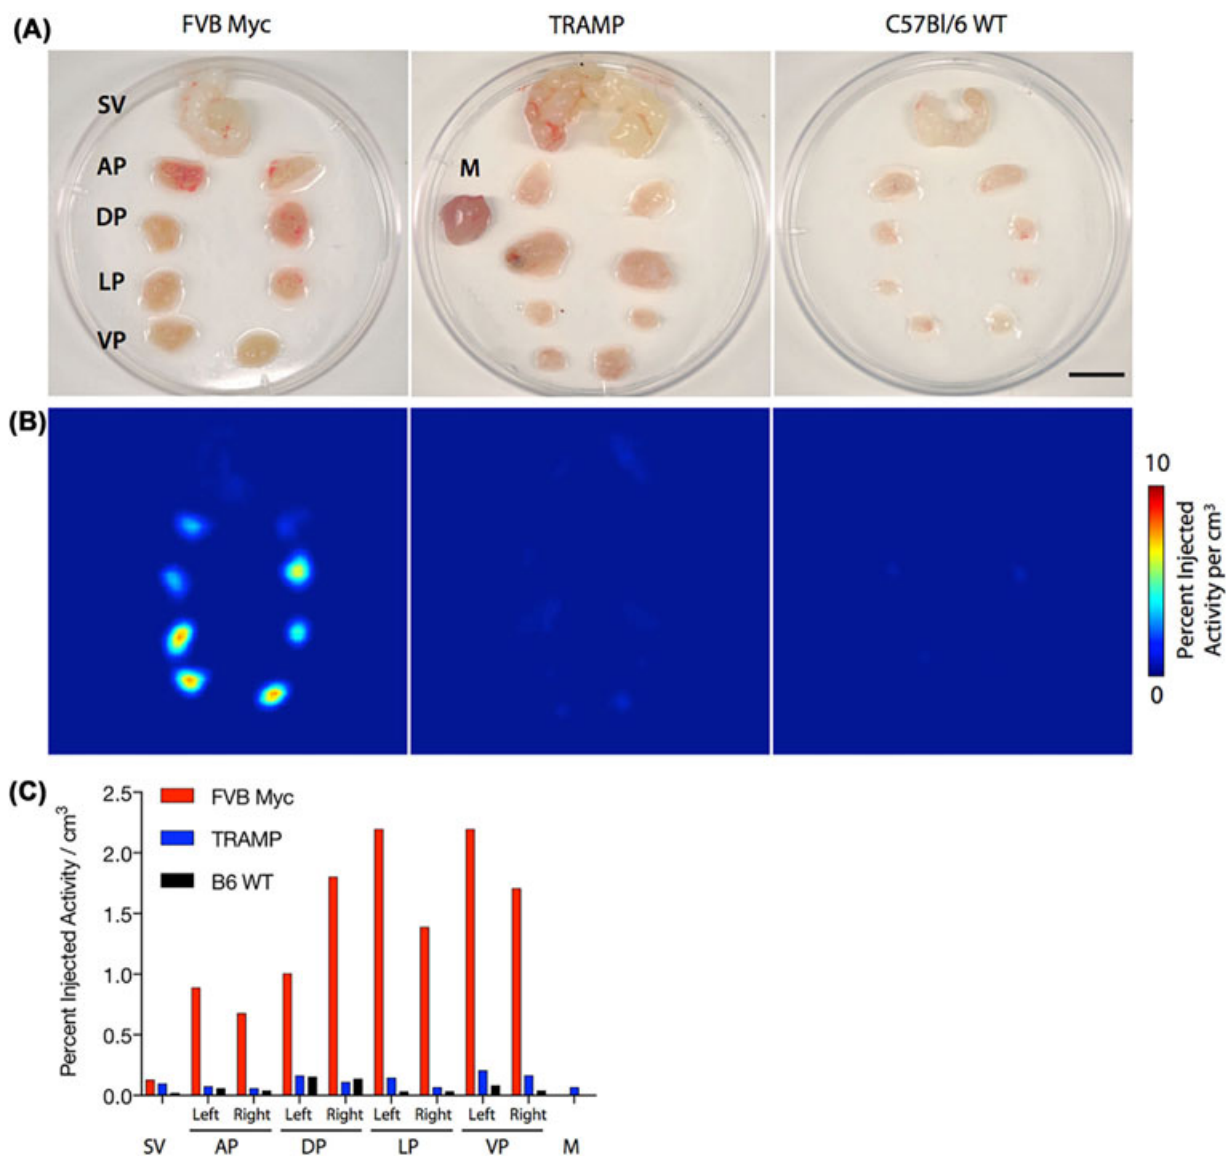 (A)
FVB Myc
TRAMP
C57Bl/6 WT
SV
AP
DP
LP
VP
M
(B)
10
0
Percent Injected
Activity per cm³
(C)
Percent Injected Activity / cm³
2.5
2.0
1.5
1.0
0.5
0.0
FVB Myc
TRAMP
B6 WT
Left Right Left Right Left Right Left Right
SV AP DP LP VP M